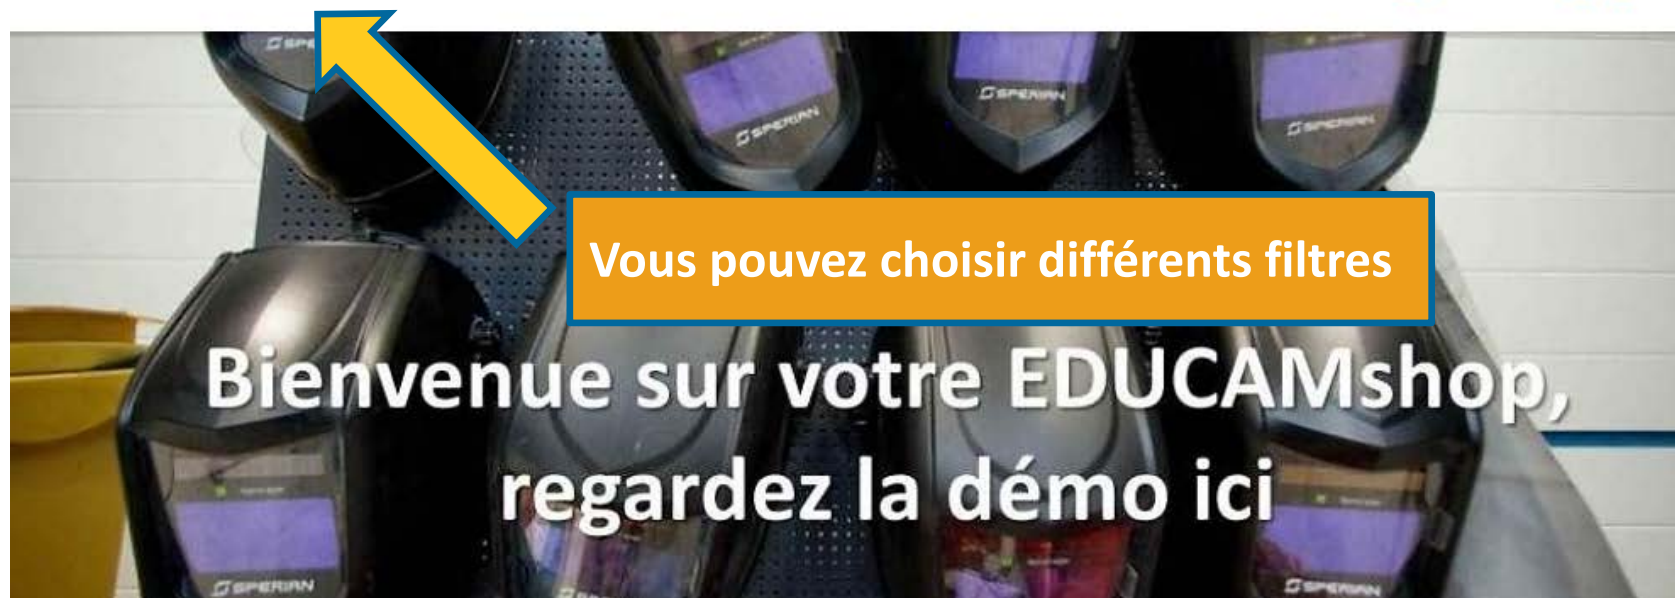 SPERIAN
SPERIAN
SPERIAN
Vous pouvez choisir différents filtres
Bienvenue sur votre EDUCAMshop,
regardez la démo ici
SPERIAN
SPERIAN